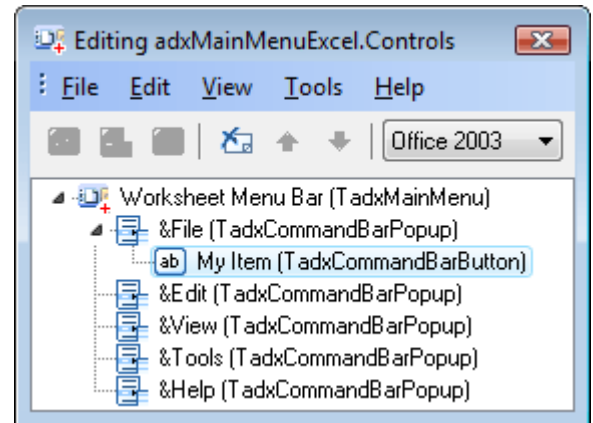 Editing adxMainMenuExcel.Controls
File Edit View Tools Help
Office 2003
Worksheet Menu Bar (TadxMainMenu)
&File (TadxCommandBarPopup)
ab My Item (TadxCommandBarButton)
&Edit (TadxCommandBarPopup)
&View (TadxCommandBarPopup)
&Tools (TadxCommandBarPopup)
&Help (TadxCommandBarPopup)